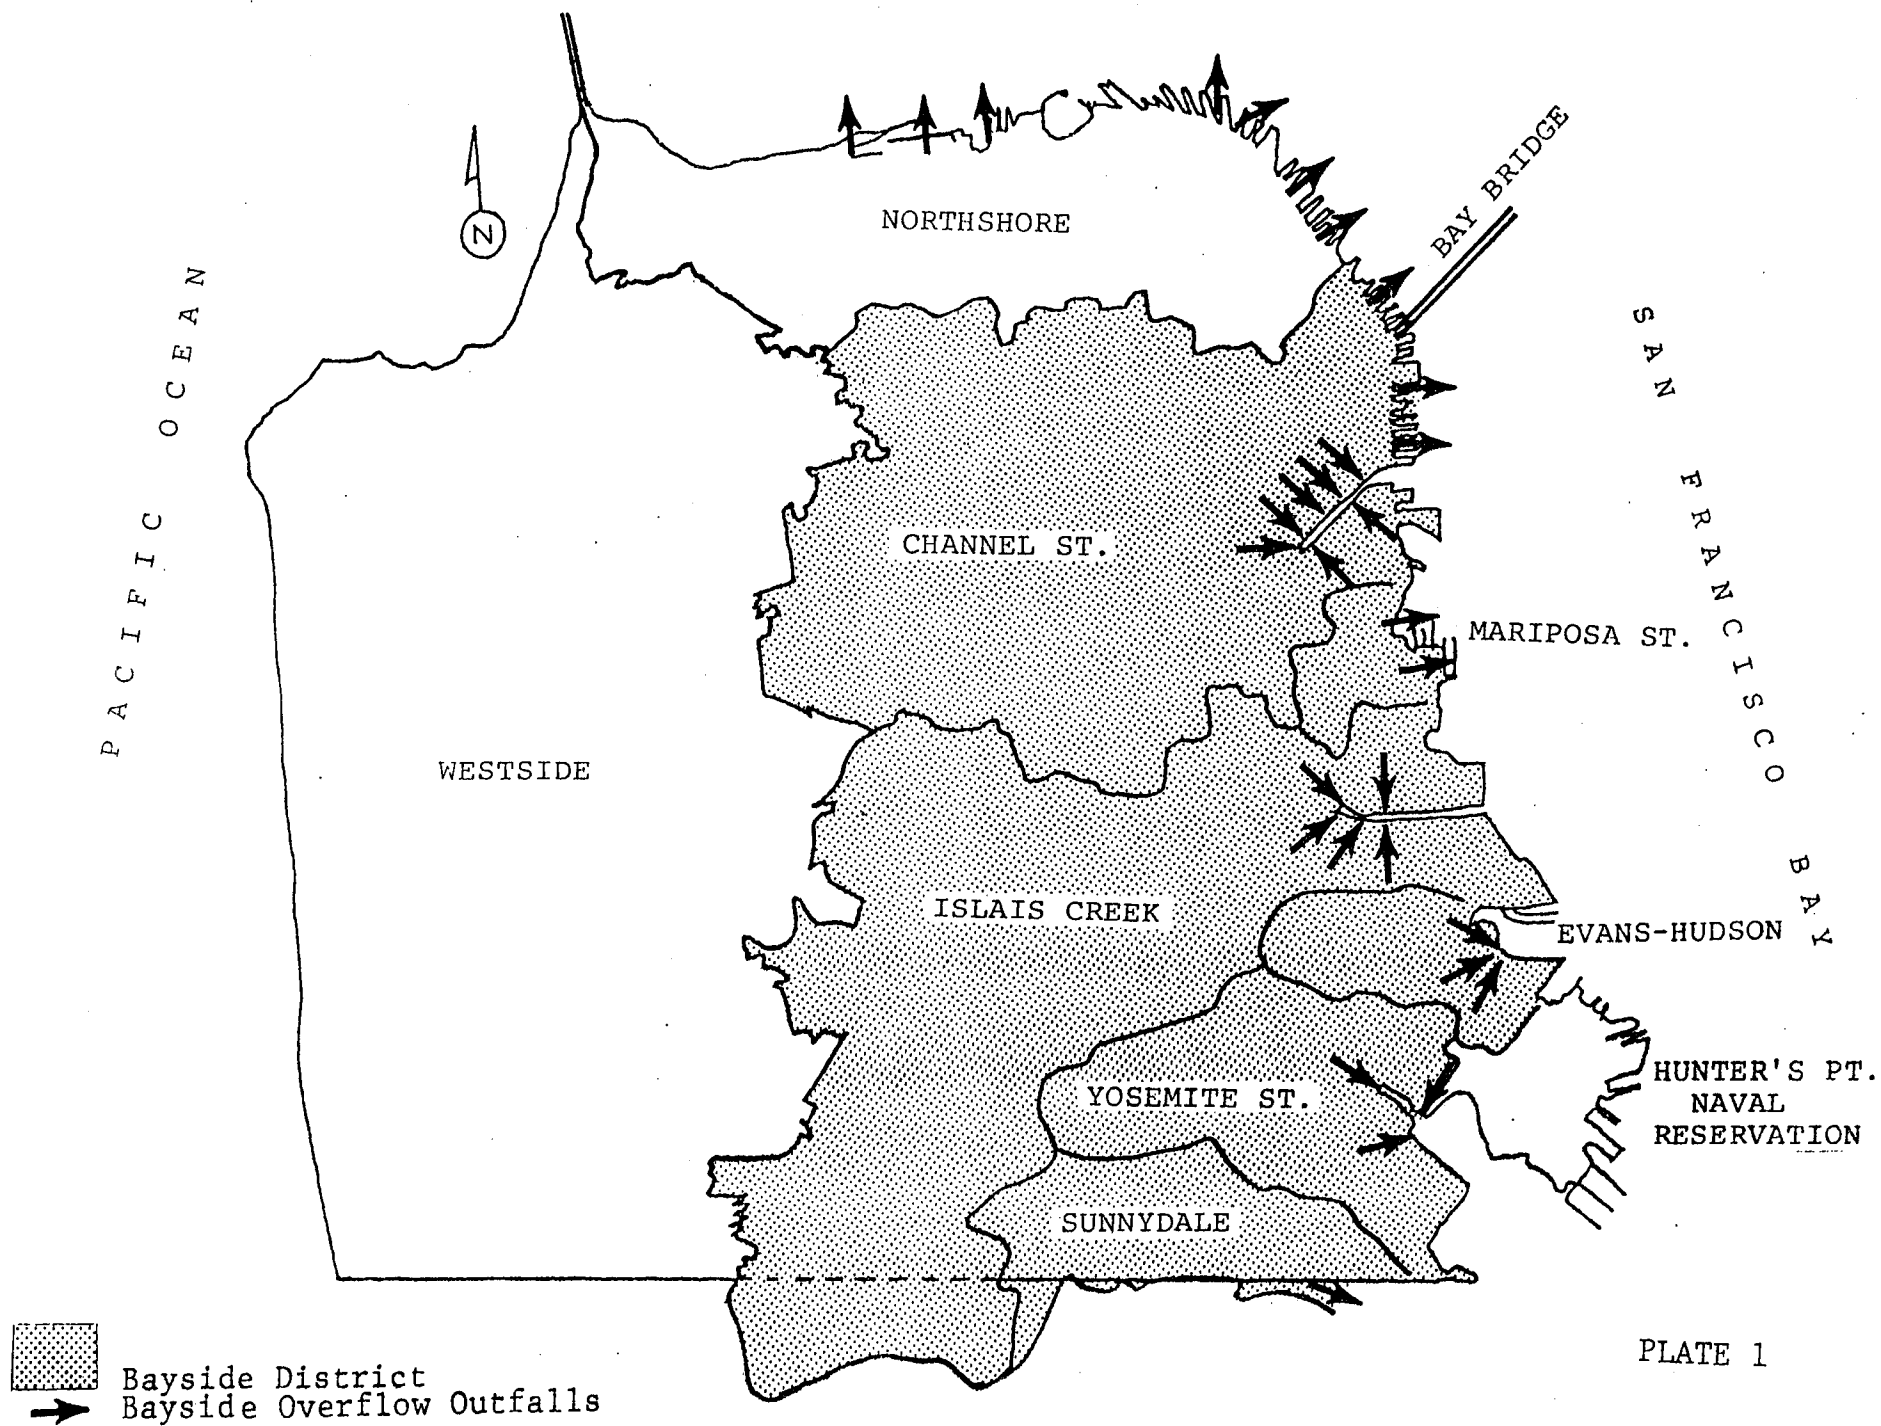 BAY BRIDGE
N
NORTHSHORE
PACIFIC OCEAN
SAN FRANCISCO BAY
CHANNEL ST.
MARIPOSA ST.
WESTSIDE
ISLAIS CREEK
EVANS-HUDSON
HUNTER'S PT.
NAVAL
RESERVATION
YOSEMITE ST.
SUNNYDALE
PLATE 1
Bayside District
Bayside Overflow Outfalls